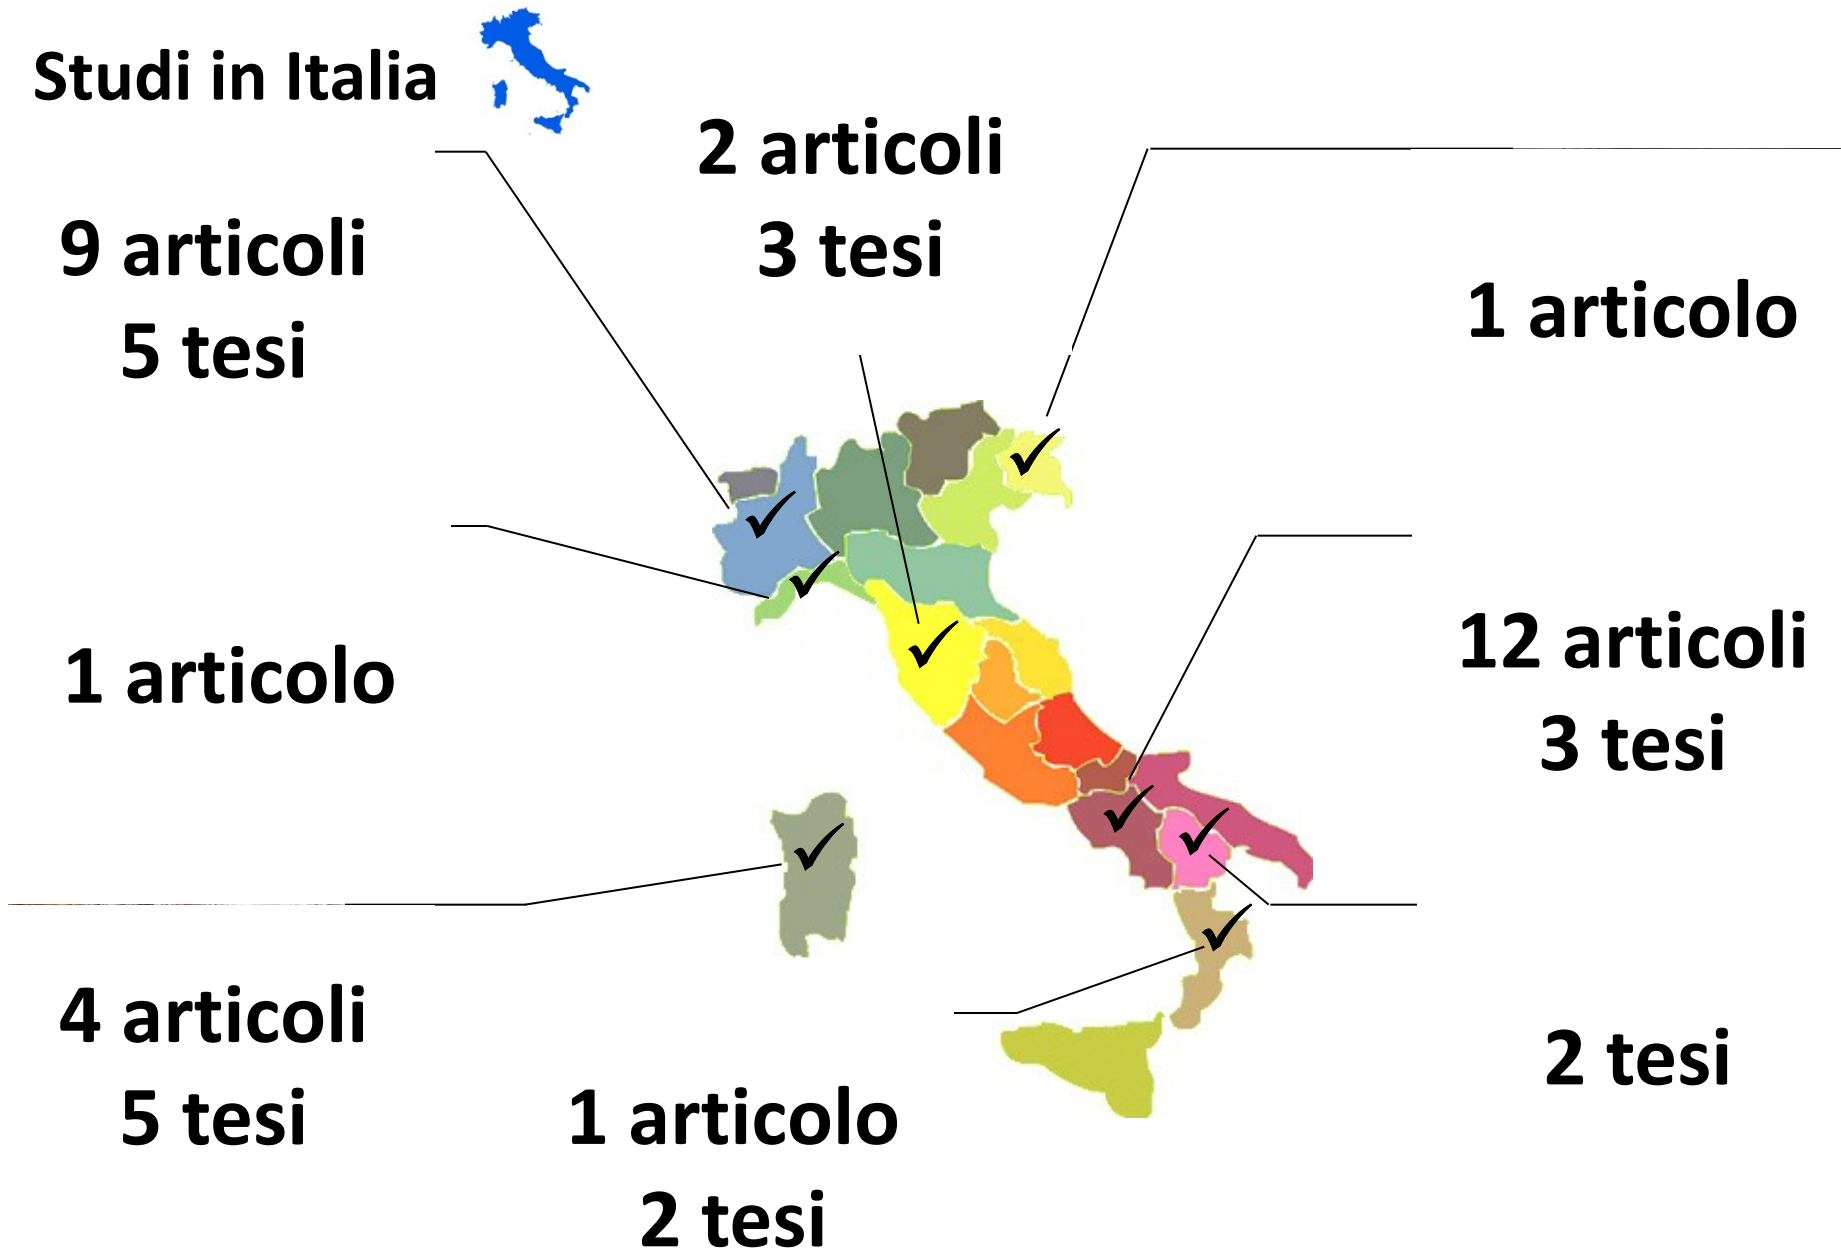 Studi in Italia
9 articoli
5 tesi
2 articoli
3 tesi
1 articolo
1 articolo
12 articoli
3 tesi
4 articoli
5 tesi
1 articolo
2 tesi
2 tesi